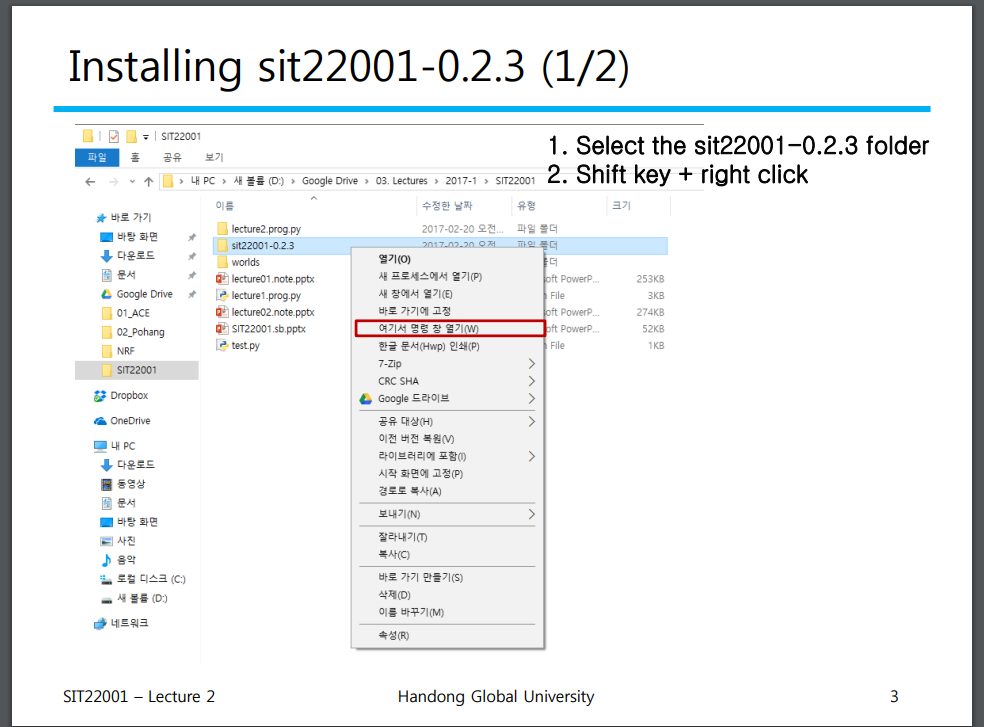 Installing sit22001-0.2.3 (1/2)
1. Select the sit22001-0.2.3 folder
2. Shift key + right click
SIT22001
파일 홈 공유 보기
내 PC > 새 볼륨 (D:) > Google Drive > 03. Lectures > 2017-1 > SIT22001
이름 수정한 날짜 유형 크기
바로 가기
바탕 화면
다운로드
문서
Google Drive
01_ACE
02_Pohang
NRF
SIT22001
Dropbox
OneDrive
내 PC
다운로드
동영상
문서
바탕 화면
사진
음악
로컬 디스크 (C:)
새 볼륨 (D:)
네트워크
lecture2.prog.py 2017-02-20 오전... 파일 폴더
sit22001-0.2.3 2017-02-20 오전... 파일 폴더
worlds 폴더
lecture01.note.pptx soft PowerP... 253KB
lecture1.prog.py File 3KB
lecture02.note.pptx soft PowerP... 274KB
SIT22001.sb.pptx soft PowerP... 52KB
test.py File 1KB
열기(O)
새 프로세스에서 열기(P)
새 창에서 열기(E)
바로 가기에 고정
여기서 명령 창 열기(W)
한글 문서(Hwp) 인쇄(P)
7-Zip
CRC SHA
Google 드라이브
공유 대상(H)
이전 버전 복원(V)
라이브러리에 포함(I)
시작 화면에 고정(P)
경로로 복사(A)
보내기(N)
잘라내기(T)
복사(C)
바로 가기 만들기(S)
삭제(D)
이름 바꾸기(M)
속성(R)
SIT22001 – Lecture 2 Handong Global University 3